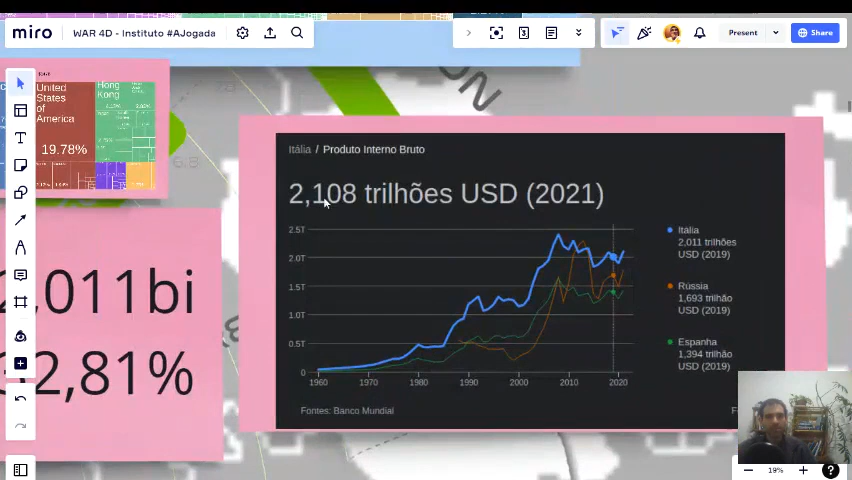 miro
WAR 4D - Instituto #AJogada
Present
Share
United
States
of
America
19.78%
Hong
Kong
ON
,011bi
2,81%
Itália / Produto Interno Bruto
2,108 trilhões USD (2021)
2.5T
2.0T
1.5T
1.0T
0.5T
0
1960
1970
1980
1990
2000
2010
2020
Itália
2,011 trilhões
USD (2019)
Rússia
1,693 trilhão
USD (2019)
Espanha
1,394 trilhão
USD (2019)
Fontes: Banco Mundial
19%